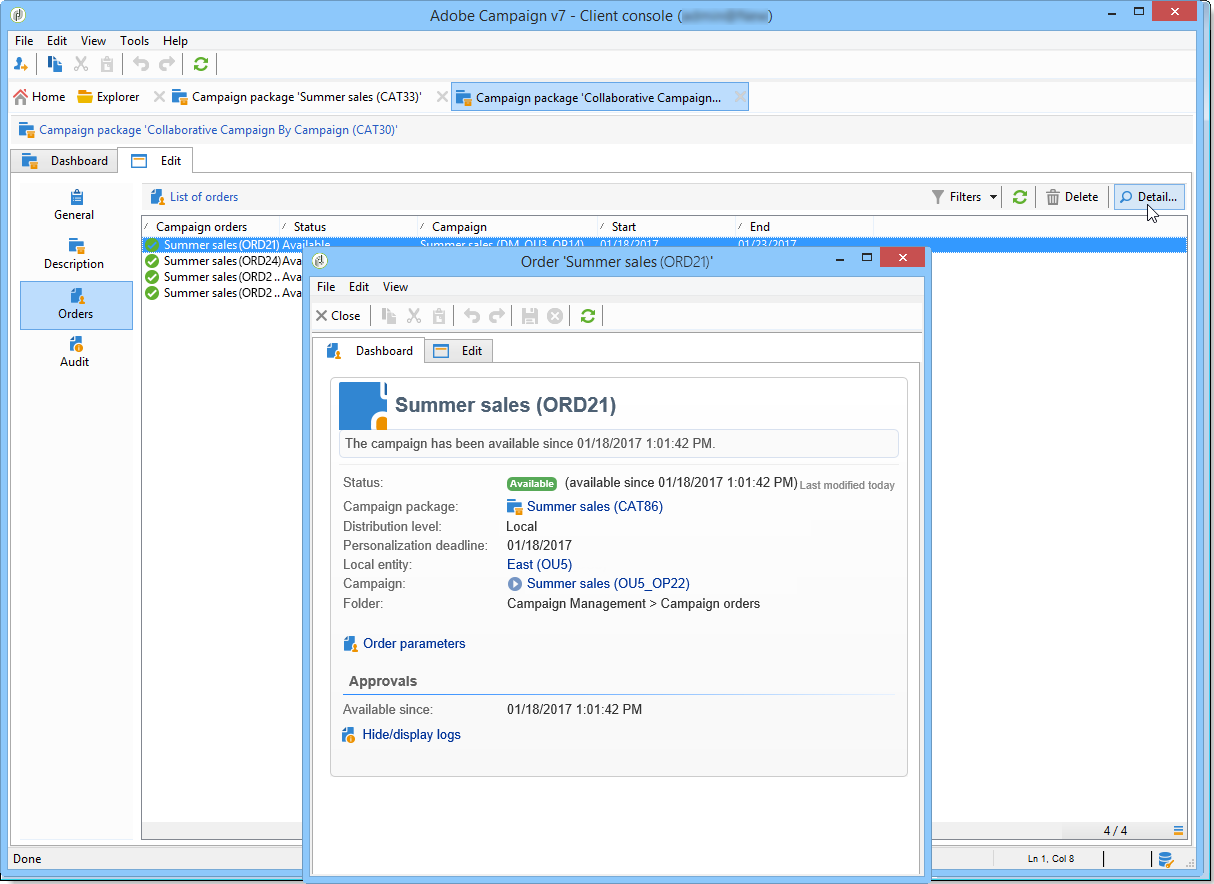 Adobe Campaign v7 - Client console (
File Edit View Tools Help
Home Explorer Campaign package 'Summer sales (CAT33)' Campaign package 'Collaborative Campaign...
Campaign package 'Collaborative Campaign By Campaign (CAT30)'
Dashboard Edit
General
Description
Orders
Audit
List of orders Filters Delete Detail...
Campaign orders Status Campaign Start End
Summer sales (ORD21) Available Summer sales (DM_OU3_OP14) 01/18/2017 01/23/2017
Summer sales (ORD24) Ava
Summer sales (ORD2 .. Ava
Summer sales (ORD2 .. Ava
Order 'Summer sales (ORD21)'
File Edit View
Close
Dashboard Edit
Summer sales (ORD21)
The campaign has been available since 01/18/2017 1:01:42 PM.
Status: Available (available since 01/18/2017 1:01:42 PM) Last modified today
Campaign package: Summer sales (CAT86)
Distribution level: Local
Personalization deadline: 01/18/2017
Local entity: East (OU5)
Campaign: Summer sales (OU5_OP22)
Folder: Campaign Management > Campaign orders
Order parameters
Approvals
Available since: 01/18/2017 1:01:42 PM
Hide/display logs
4 / 4
Done Ln 1, Col 8